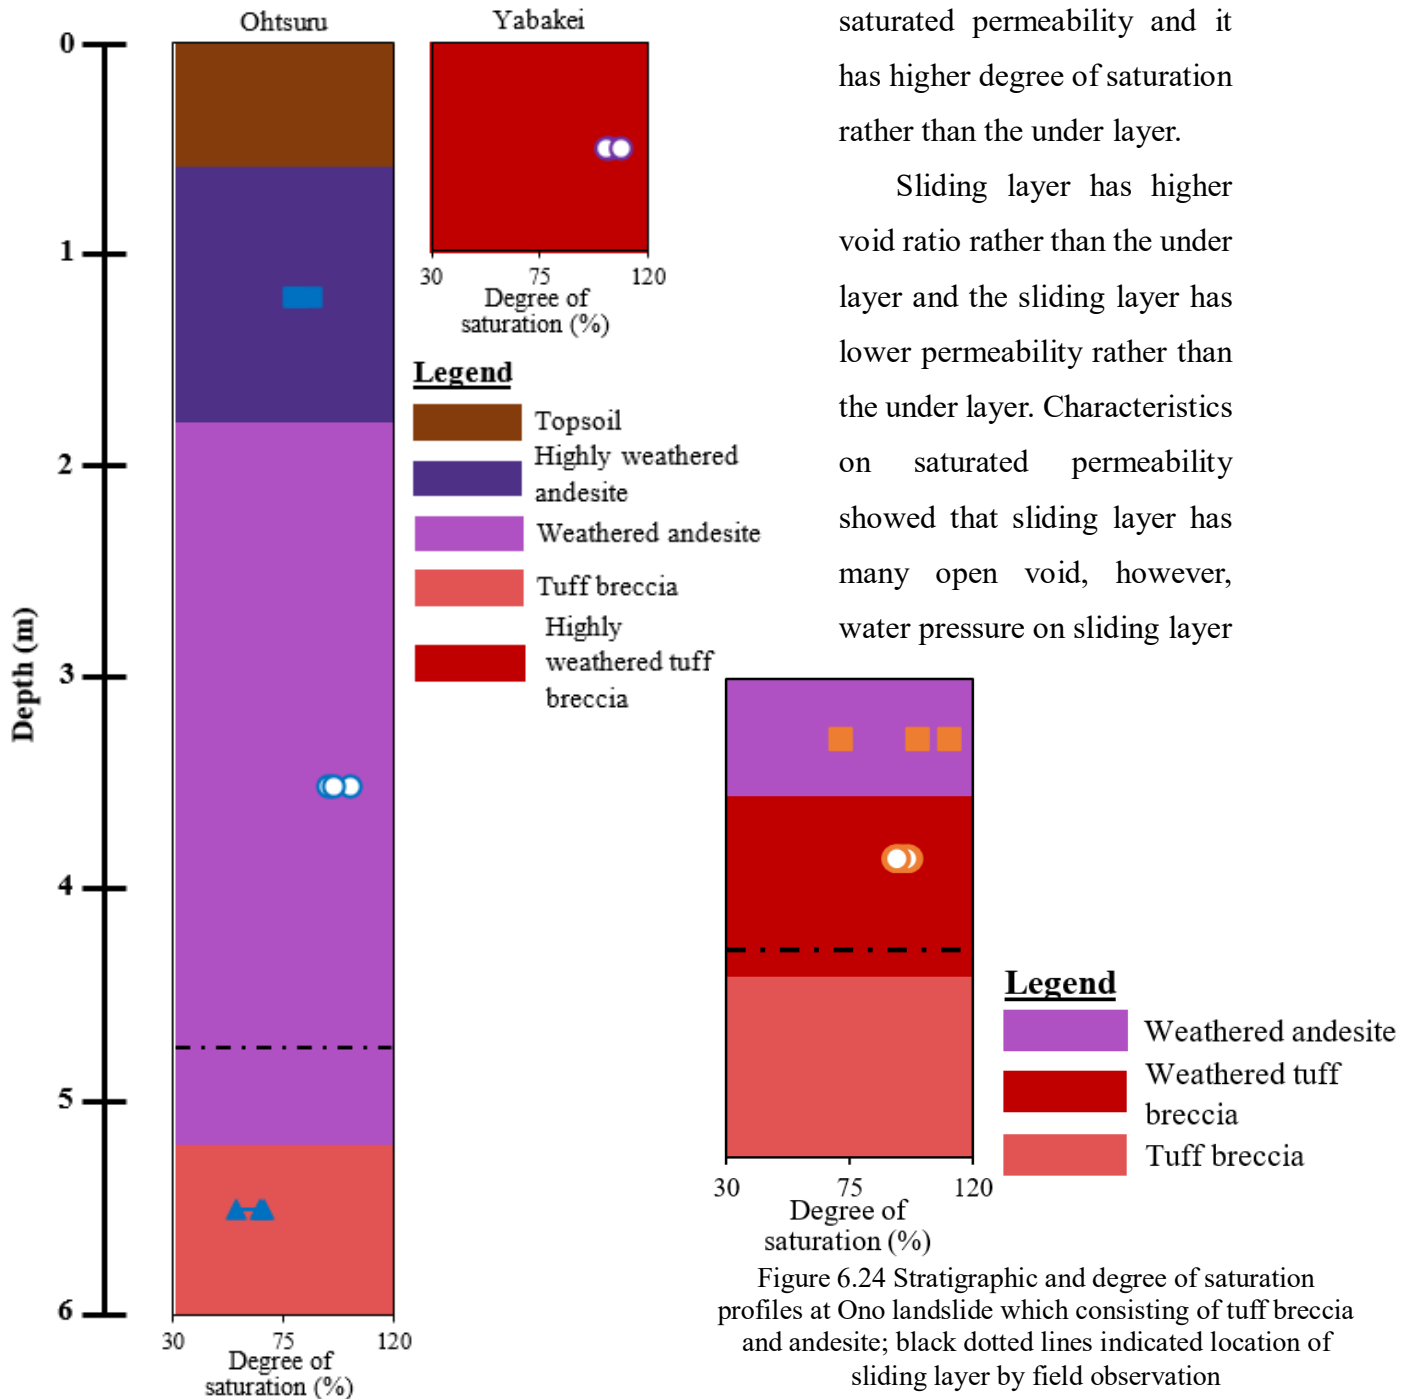 Ohtsuru
Yabakei
0
1
2
3
4
5
6
Depth (m)
30 75 120
Degree of
saturation (%)
30 75 120
Degree of
saturation (%)
Legend
Topsoil
Highly weathered
andesite
Weathered andesite
Tuff breccia
Highly
weathered tuff
breccia
saturated permeability and it
has higher degree of saturation
rather than the under layer.
Sliding layer has higher
void ratio rather than the under
layer and the sliding layer has
lower permeability rather than
the under layer. Characteristics
on saturated permeability
showed that sliding layer has
many open void, however,
water pressure on sliding layer
30 75 120
Degree of
saturation (%)
Legend
Weathered andesite
Weathered tuff
breccia
Tuff breccia
Figure 6.24 Stratigraphic and degree of saturation
profiles at Ono landslide which consisting of tuff breccia
and andesite; black dotted lines indicated location of
sliding layer by field observation